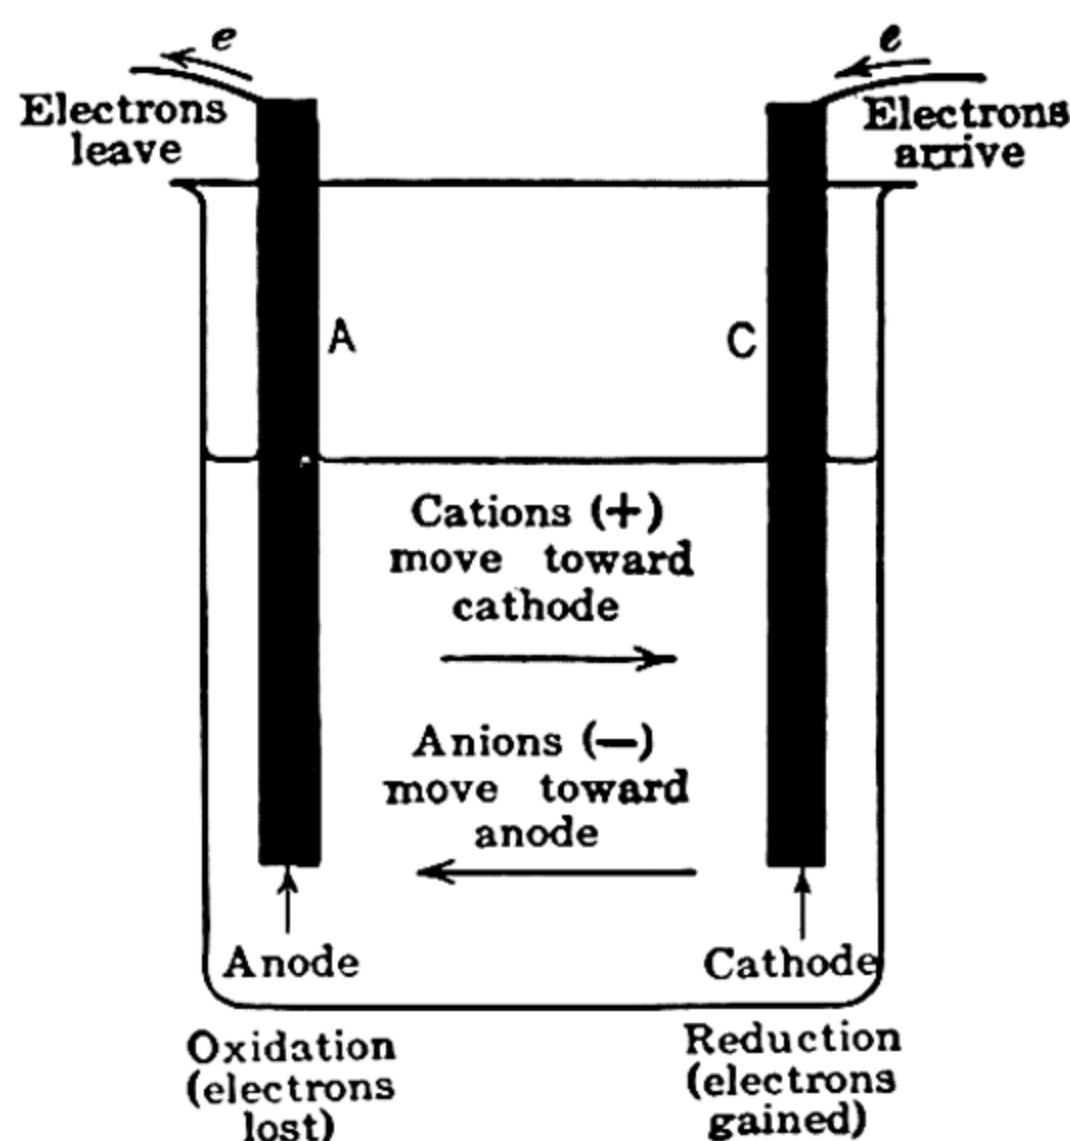 e
e
Electrons
leave
Electrons
arrive
A
C
Cations (+)
move toward
cathode
Anions (—)
move toward
anode
Anode
Cathode
Oxidation
(electrons
lost)
Reduction
(electrons
gained)